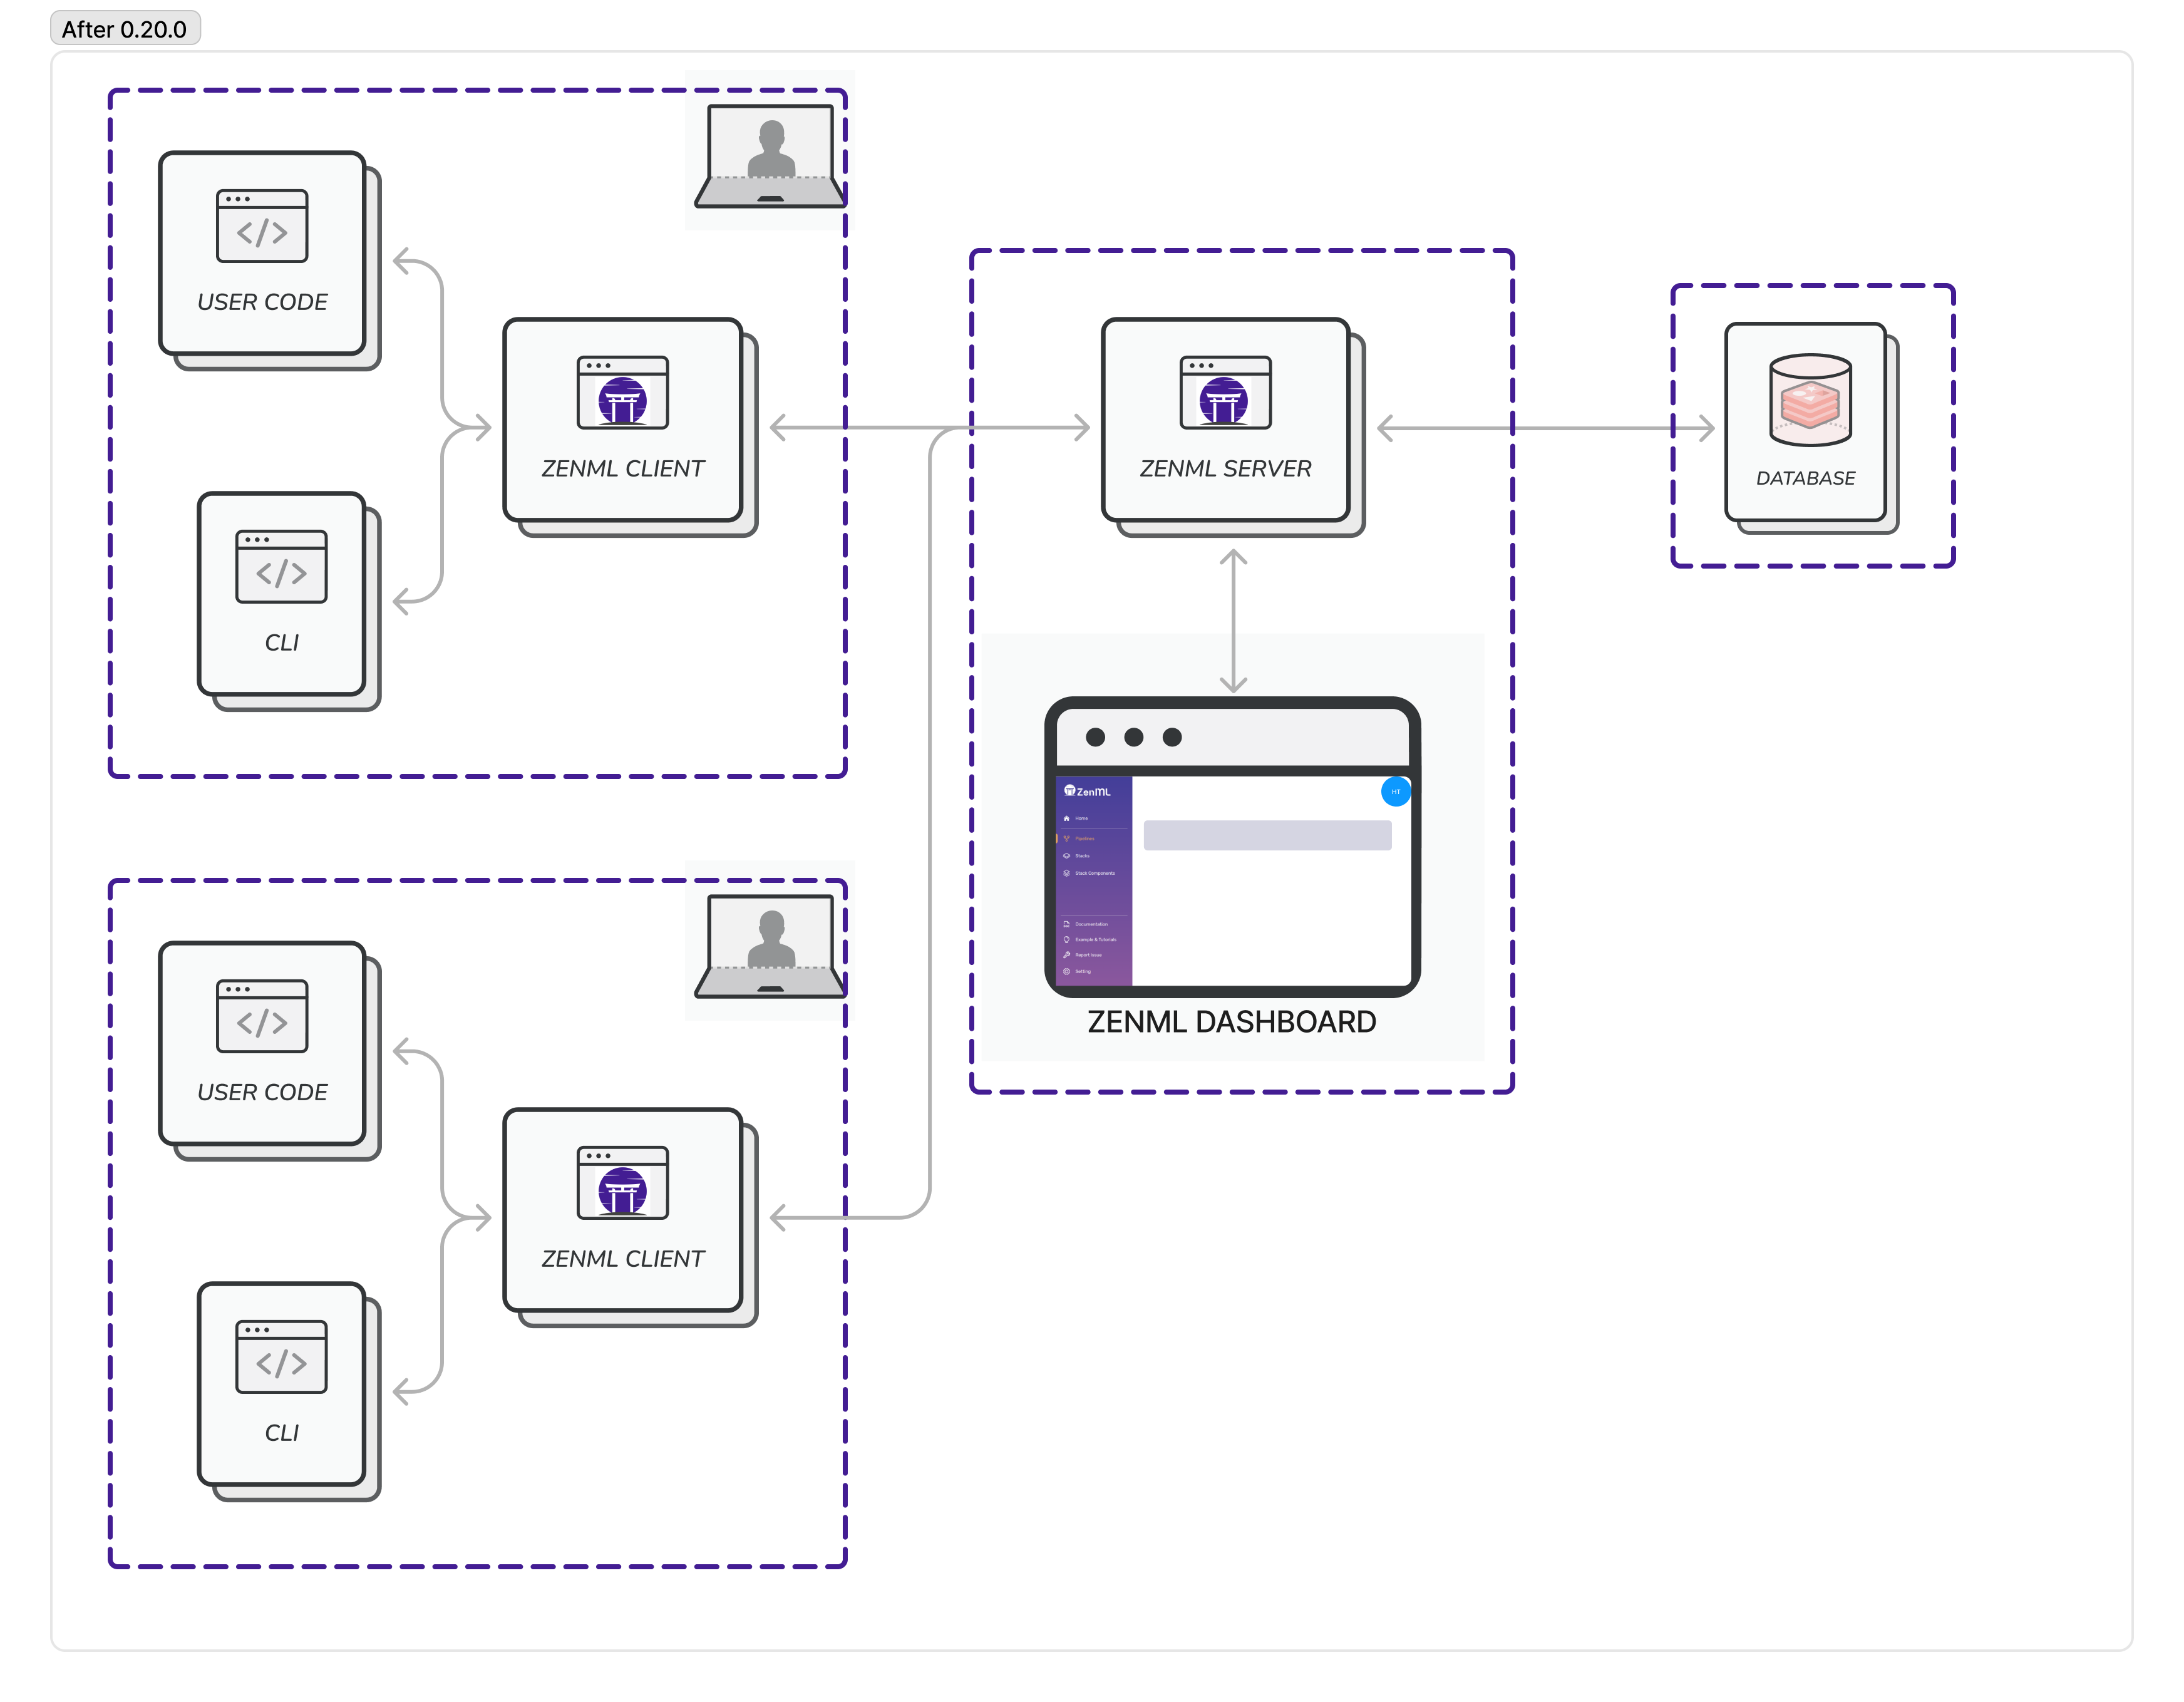 After 0.20.0
USER CODE
ZENML CLIENT
CLI
ZENML SERVER
DATABASE
ZenML
HT
Home
Pipelines
Stacks
Stack Components
Documentation
Example & Tutorials
Report Issue
Setting
ZENML DASHBOARD
USER CODE
ZENML CLIENT
CLI